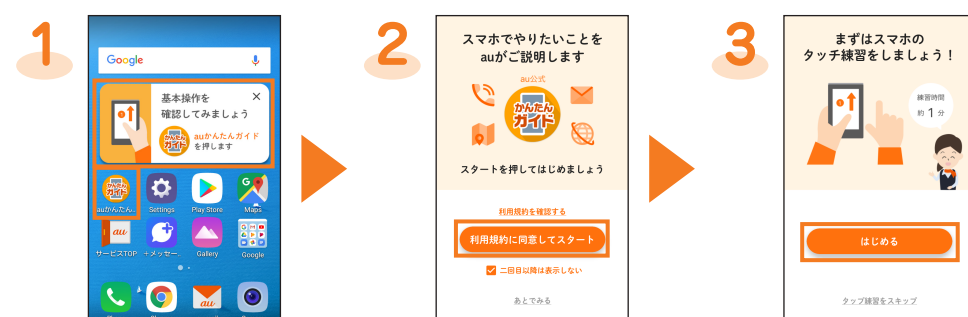 1
Google
基本操作を
確認してみましょう
×
かんたん
ガイド
auかんたんガイド
を押します
かんたん
ガイド
auかんたん..
Settings
Play Store
Maps
au
サービスTOP
+メッセー..
Gallery
Google
au
2
スマホでやりたいことを
auがご説明します
au公式
かんたん
ガイド
スタートを押してはじめましょう
利用規約を確認する
利用規約に同意してスタート
二回目以降は表示しない
あとでみる
3
まずはスマホの
タッチ練習をしましょう！
練習時間
約 1 分
はじめる
タップ練習をスキップ